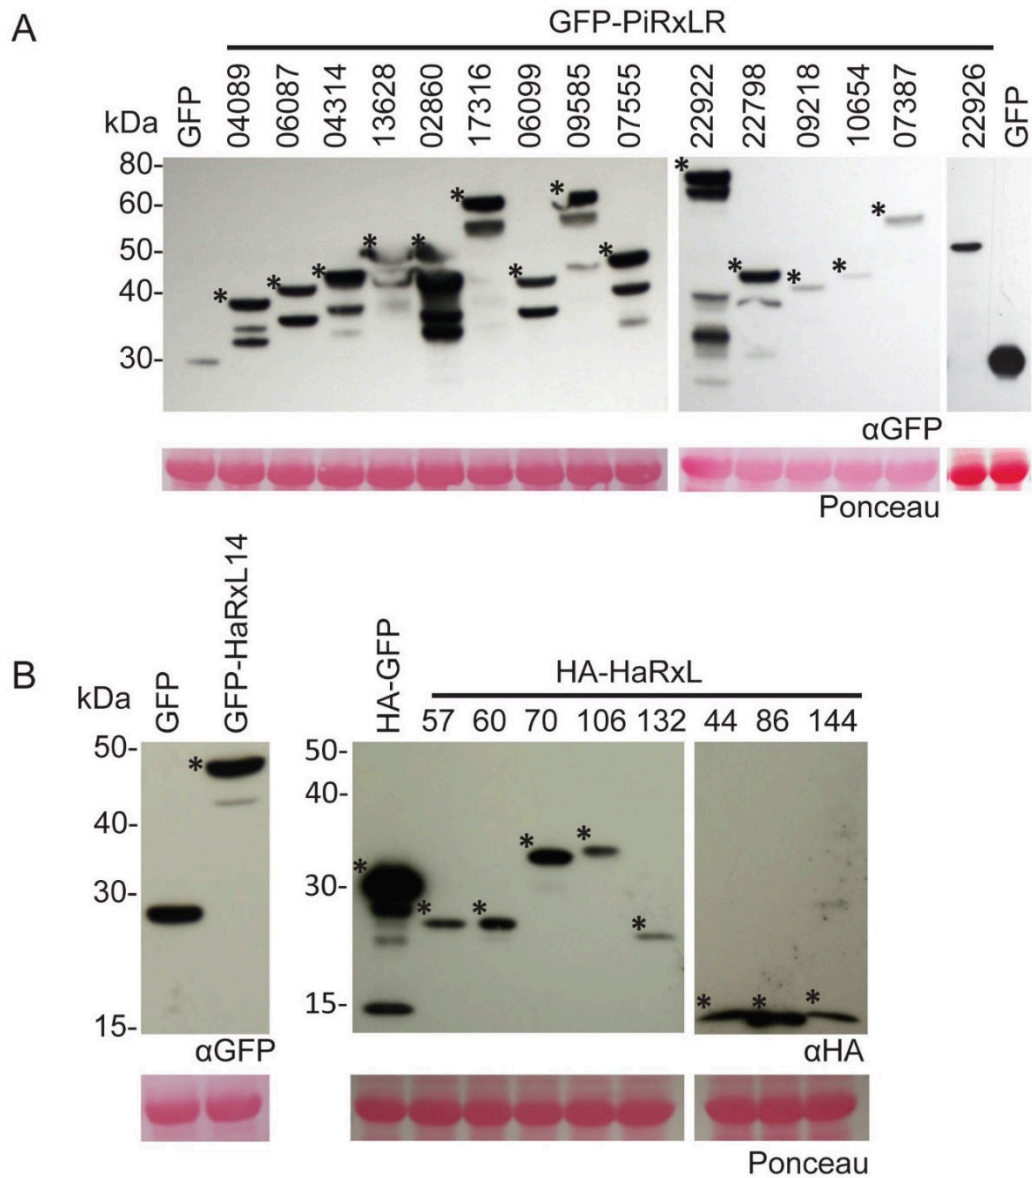 A
GFP-PiRxLR
kDa
GFP
04089
06087
04314
13628
02860
17316
06099
09585
07555
22922
22798
09218
10654
07387
22926
GFP
80-
60-
50-
40-
30-
* * * * * * * * *
* * * * *
αGFP
Ponceau
B
kDa
GFP
GFP-HaRxL14
HA-GFP
HA-HaRxL
57 60 70 106 132 44 86 144
50-
40-
30-
15-
*
50-
40-
30-
15-
* * * * * *
* * *
αGFP
αHA
Ponceau